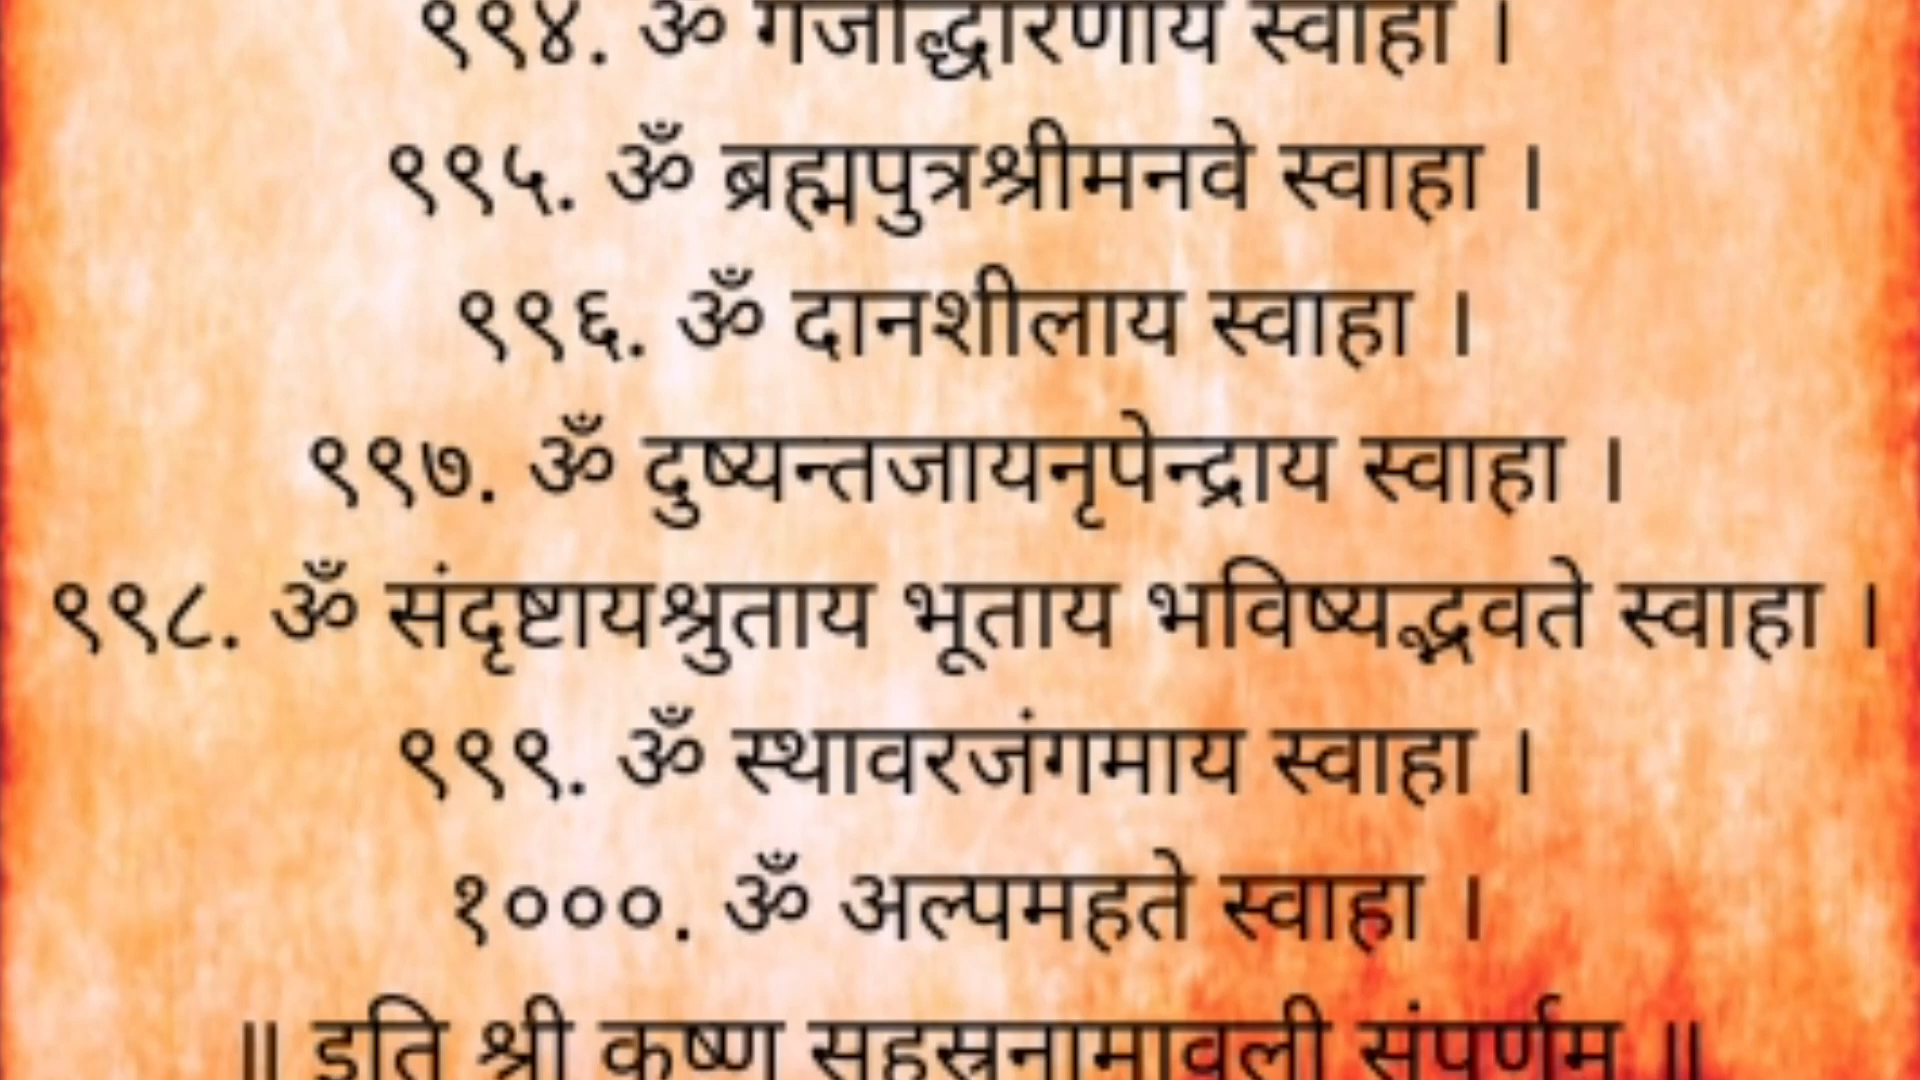 ९९४. ॐ गजोद्धारणाय स्वाहा ।
९९५. ॐ ब्रह्मपुत्रश्रीमनवे स्वाहा ।
९९६. ॐ दानशीलाय स्वाहा ।
९९७. ॐ दुष्यन्तजायनृपेन्द्राय स्वाहा ।
९९८. ॐ संदृष्टायश्रुताय भूताय भविष्यद्भवते स्वाहा ।
९९९. ॐ स्थावरजंगमाय स्वाहा ।
१०००. ॐ अल्पमहते स्वाहा ।
॥ इति श्री कृष्ण सहस्रनामावली संपूर्णम ॥